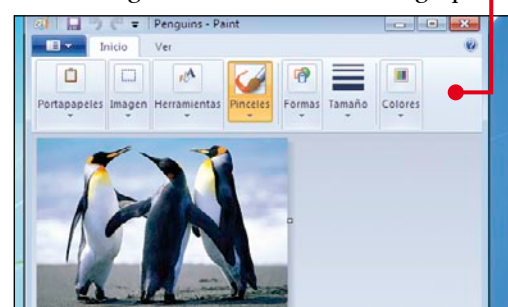 Penguins - Paint
Inicio Ver
Portapapeles Imagen Herramientas Pinceles Formas Tamaño Colores